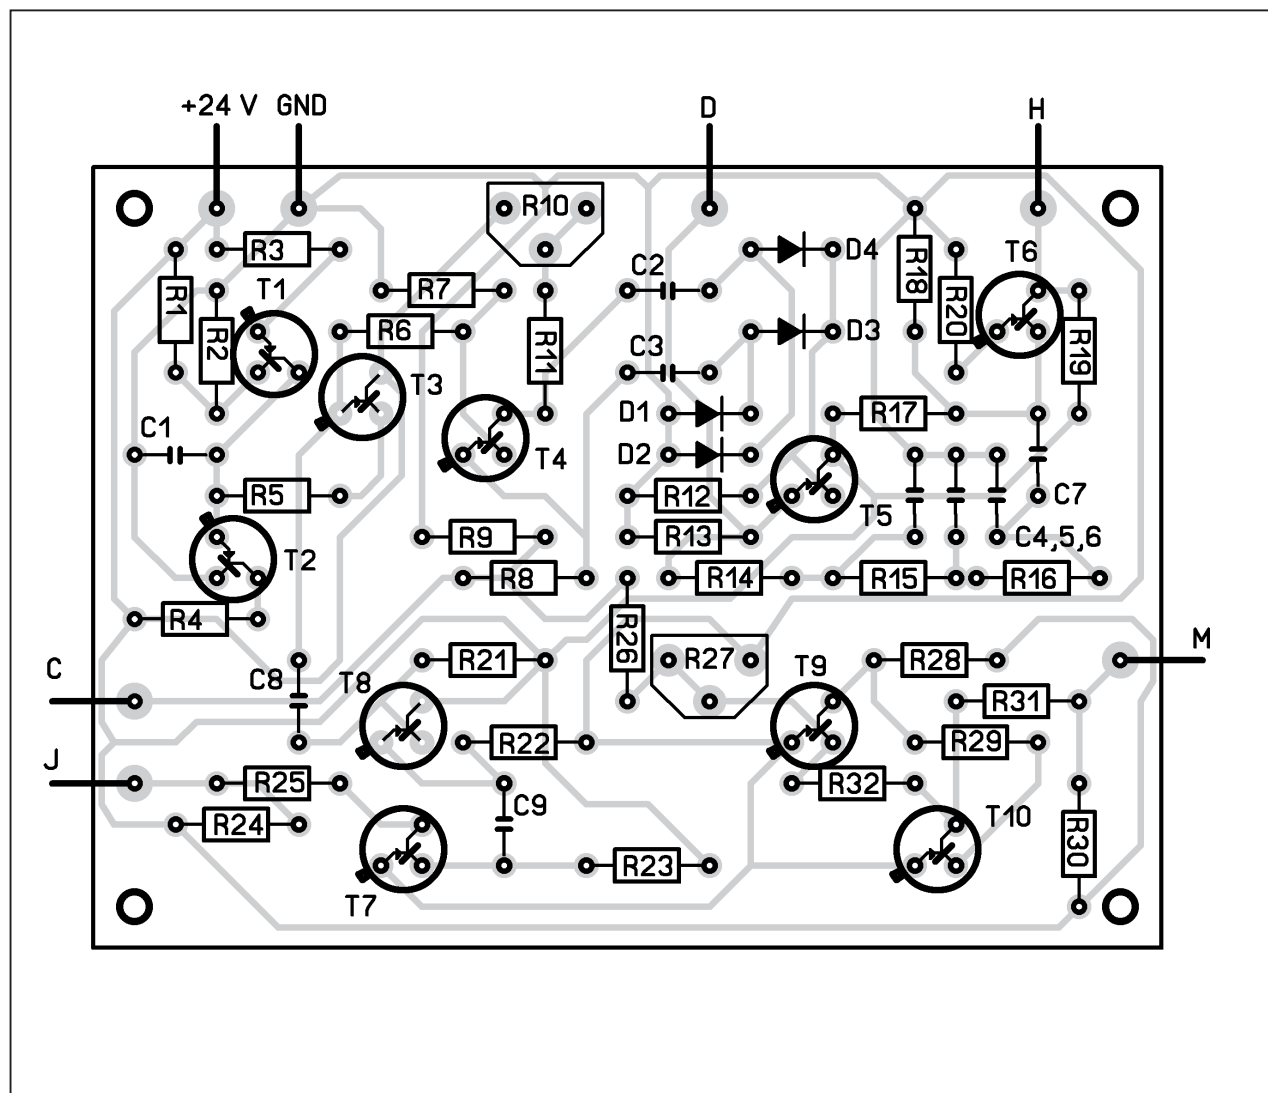 +24 V GND D H
R10
R3 D4 T6
C2
R1 T1 R7 R18
R2 R6 R11 D3 R20 R19
C3
T3 D1 R17
C1 T4 D2
R5 R12 C7
T5
R9 R13 C4,5,6
T2 R8 R14 R15 R16
R4 R26
C R21 R27 T9 R28 M
C8 T8 R31
R22 R29
J R25 R32
R24 C9 T10
R23 R30
T7